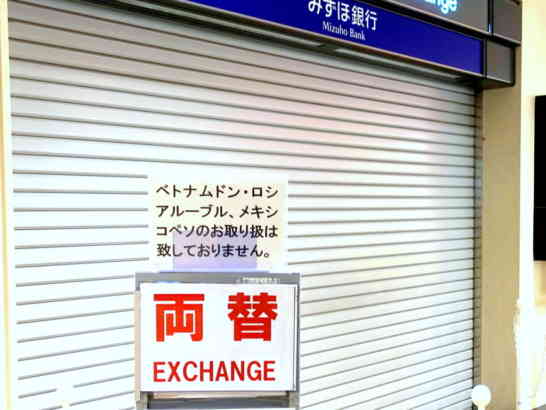 みずほ銀行
Mizuho Bank
ベトナムドン・ロシ
アルーブル、メキシ
コペソのお取り扱は
致しておりません。
両替
EXCHANGE